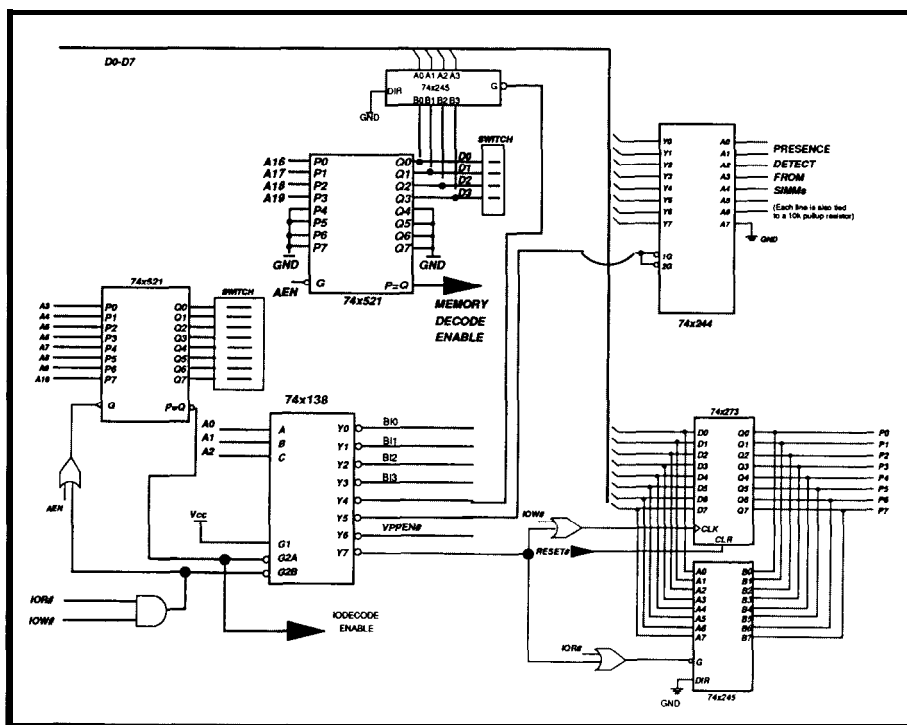 D0-D7
A0 A1 A2 A3
74x245
DIR
G
B0 B1 B2 B3
GND
SWITCH
A16 P0 Q0 D0
A17 P1 Q1 D1
A18 P2 Q2 D2
A19 P3 Q3 D3
P4 Q4
P5 Q5
P6 Q6
P7 Q7
GND GND
AEN G P=Q
74x521
MEMORY
DECODE
ENABLE
Y0 A0
Y1 A1
Y2 A2
Y3 A3
Y4 A4
Y5 A5
Y6 A6
Y7 A7
1G
2G
74x244
PRESENCE
DETECT
FROM
SIMMs
(Each line is also tied
to a 10k pullup resistor)
GND
74x521
SWITCH
A3 P0 Q0
A4 P1 Q1
A5 P2 Q2
A6 P3 Q3
A7 P4 Q4
A8 P5 Q5
A9 P6 Q6
A10 P7 Q7
G P=Q
AEN
74x138
A0 A Y0 BI0
A1 B Y1 BI1
A2 C Y2 BI2
Y3 BI3
Y4
Y5
Y6 VPPEN#
Y7
Vcc
G1
G2A
G2B
IOR#
IOW#
IODECODE
ENABLE
74x273
D0 Q0 P0
D1 Q1 P1
D2 Q2 P2
D3 Q3 P3
D4 Q4 P4
D5 Q5 P5
D6 Q6 P6
D7 Q7 P7
IOW#
CLK
CLR
RESET#
A0 B0
A1 B1
A2 B2
A3 B3
A4 B4
A5 B5
A6 B6
A7 B7
IOR#
G
DIR
GND
74x245